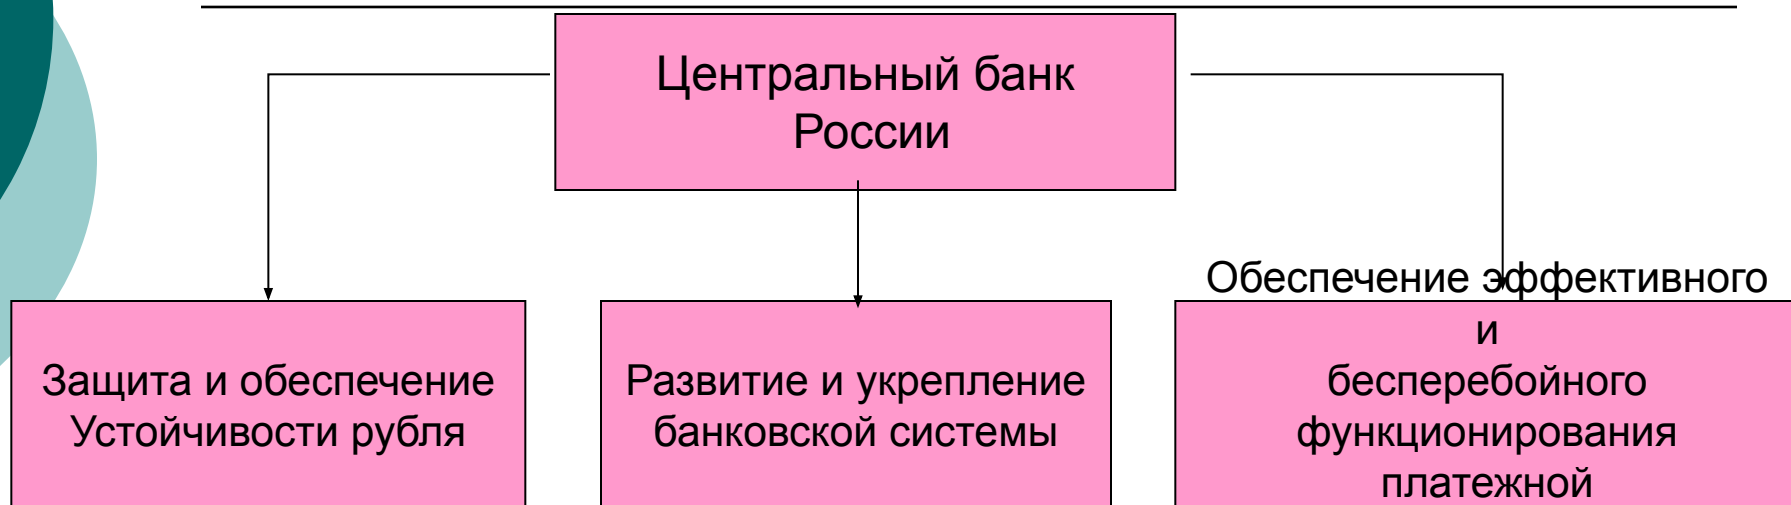 Центральный банк
России
Защита и обеспечение
Устойчивости рубля
Развитие и укрепление
банковской системы
Обеспечение эффективного
и
бесперебойного
функционирования
платежной